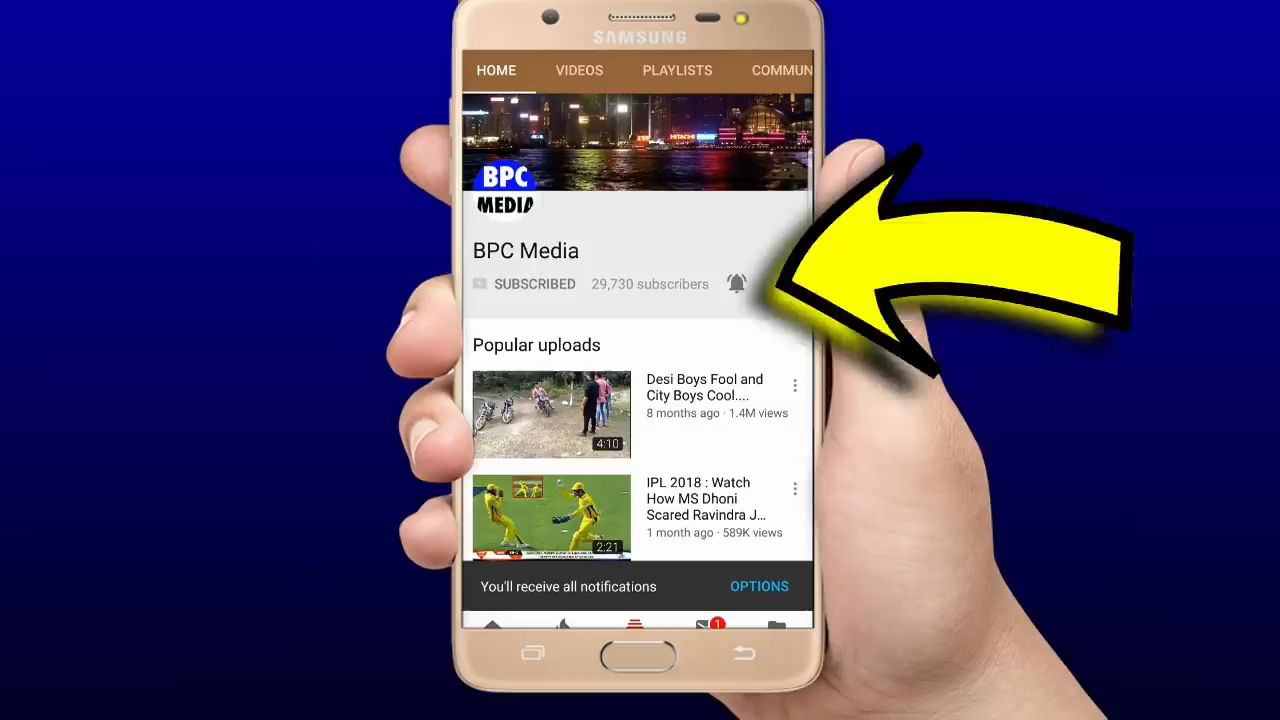 SAMSUNG
HOME VIDEOS PLAYLISTS COMMUN
HITACHI
BPC
MEDIA
BPC Media
SUBSCRIBED 29,730 subscribers
Popular uploads
Desi Boys Fool and
City Boys Cool....
8 months ago · 1.4M views
4:10
IPL 2018 : Watch
How MS Dhoni
Scared Ravindra J...
1 month ago · 589K views
2:21
You'll receive all notifications OPTIONS
1